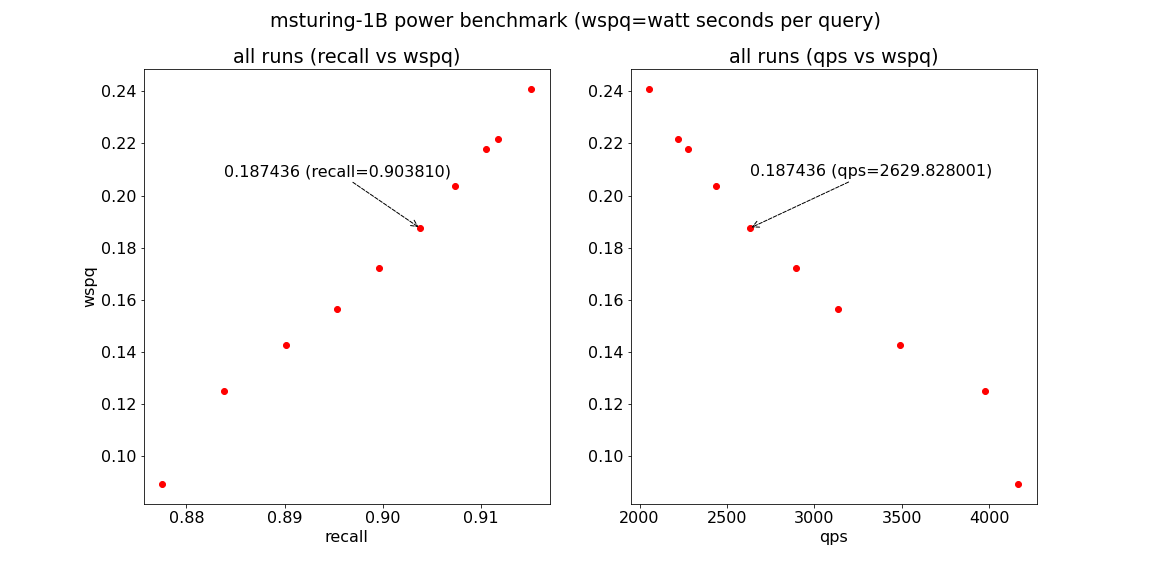 msturing-1B power benchmark (wspq=watt seconds per query)
all runs (recall vs wspq)
0.24
0.22
0.20
0.18
0.16
0.14
0.12
0.10
wspq
0.187436 (recall=0.903810)
0.88 0.89 0.90 0.91
recall
all runs (qps vs wspq)
0.24
0.22
0.20
0.18
0.16
0.14
0.12
0.10
0.187436 (qps=2629.828001)
2000 2500 3000 3500 4000
qps